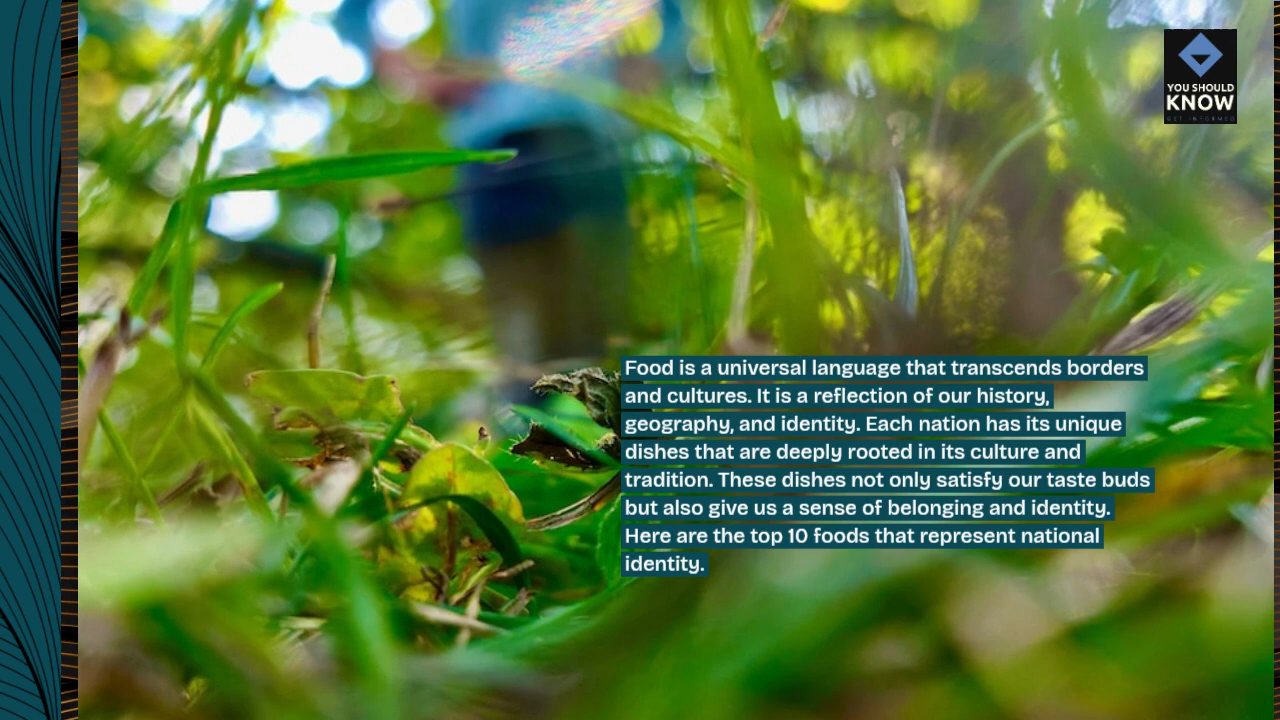 YOU SHOULD
KNOW
GET INFORMED
Food is a universal language that transcends borders
and cultures. It is a reflection of our history,
geography, and identity. Each nation has its unique
dishes that are deeply rooted in its culture and
tradition. These dishes not only satisfy our taste buds
but also give us a sense of belonging and identity.
Here are the top 10 foods that represent national
identity.